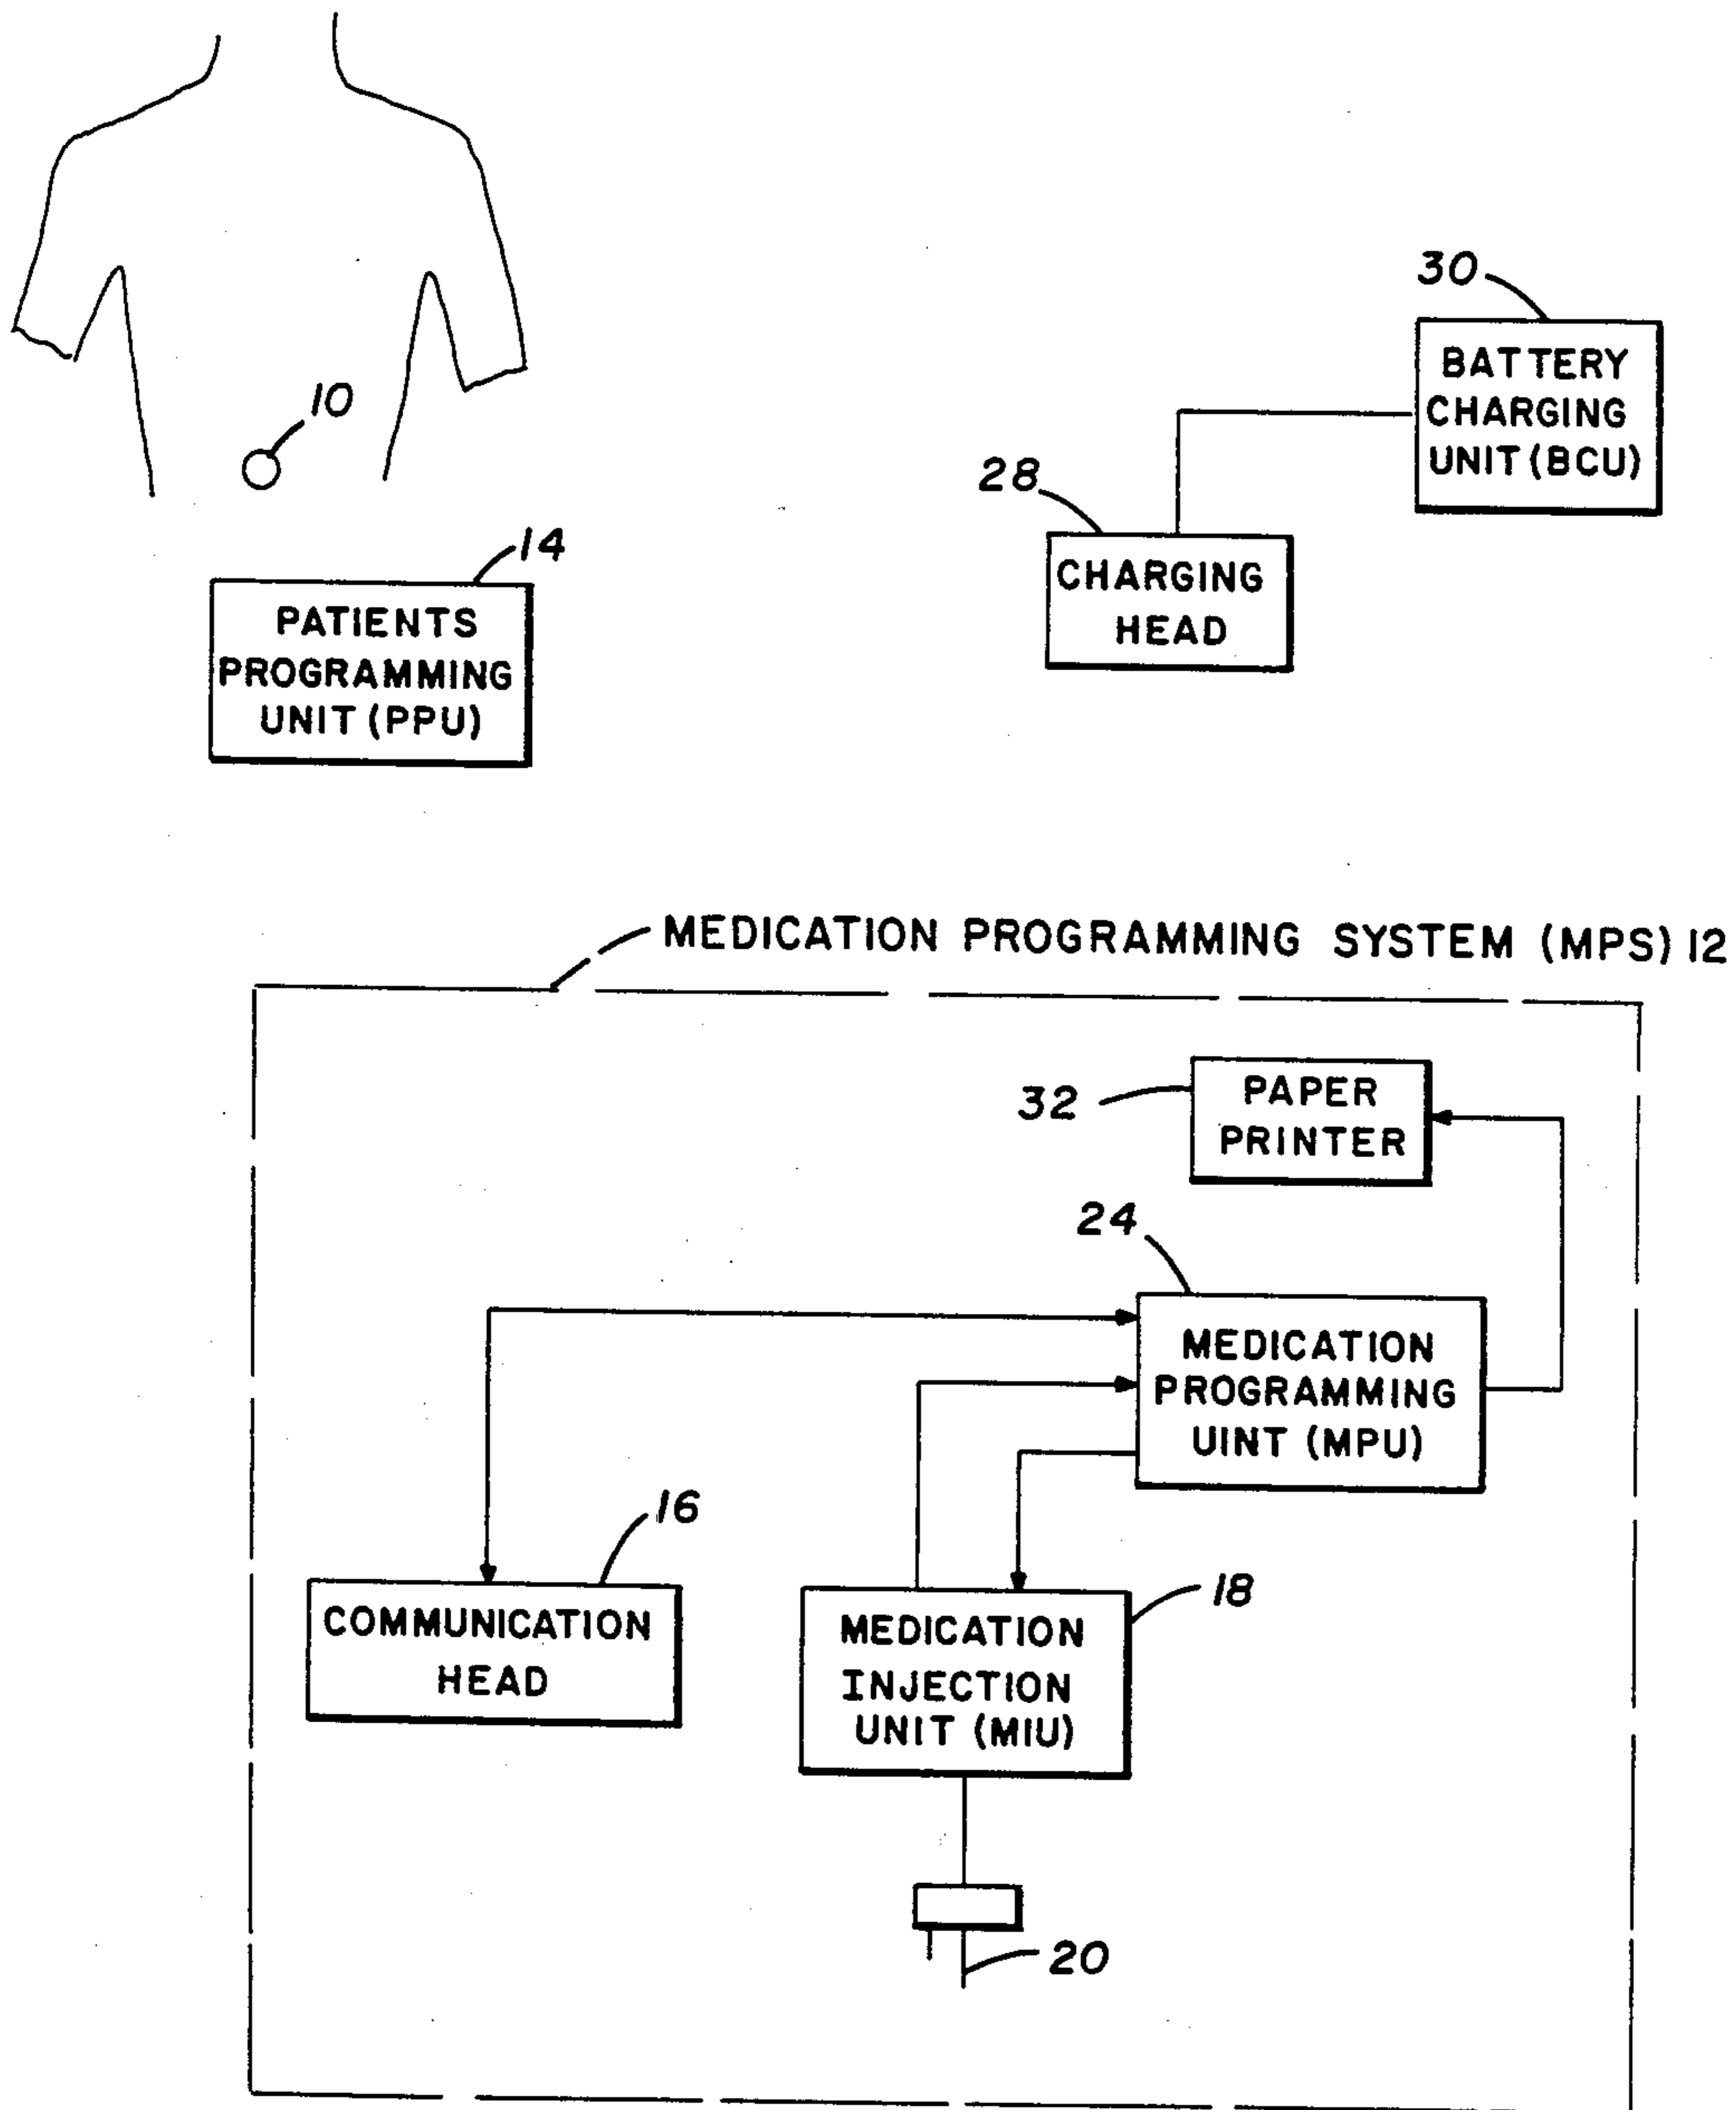 10
14
PATIENTS
PROGRAMMING
UNIT (PPU)
30
BATTERY
CHARGING
UNIT (BCU)
28
CHARGING
HEAD
MEDICATION PROGRAMMING SYSTEM (MPS) 12
32
PAPER
PRINTER
24
MEDICATION
PROGRAMMING
UINT (MPU)
16
COMMUNICATION
HEAD
18
MEDICATION
INJECTION
UNIT (MIU)
20